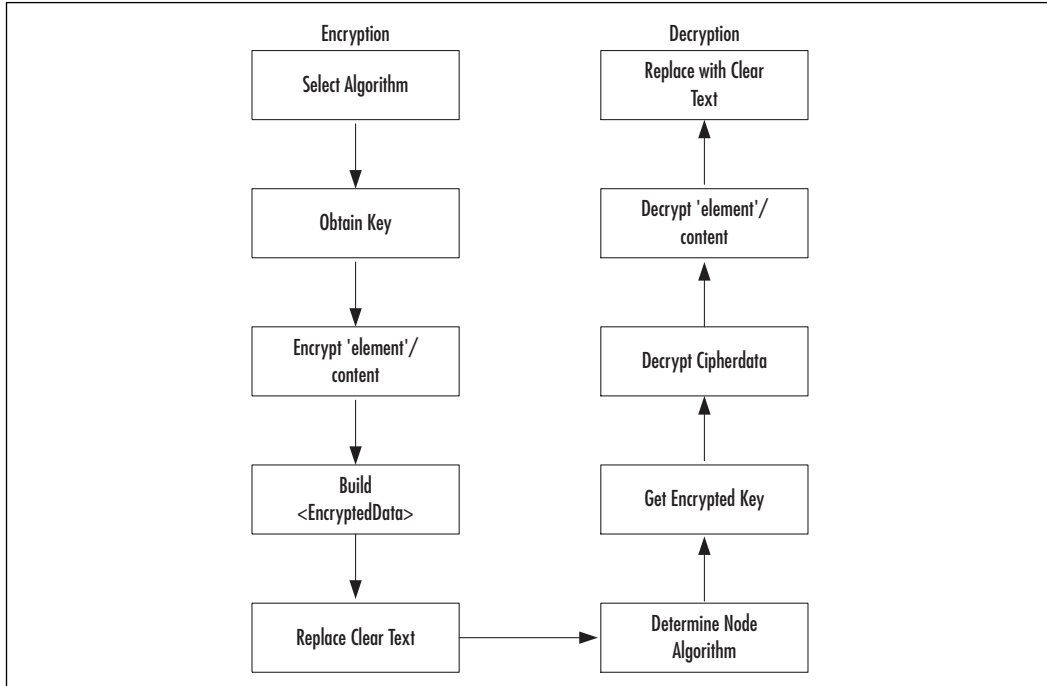 Encryption
Select Algorithm
Obtain Key
Encrypt 'element'/
content
Build
<EncryptedData>
Replace Clear Text
Decryption
Replace with Clear
Text
Decrypt 'element'/
content
Decrypt Cipherdata
Get Encrypted Key
Determine Node
Algorithm